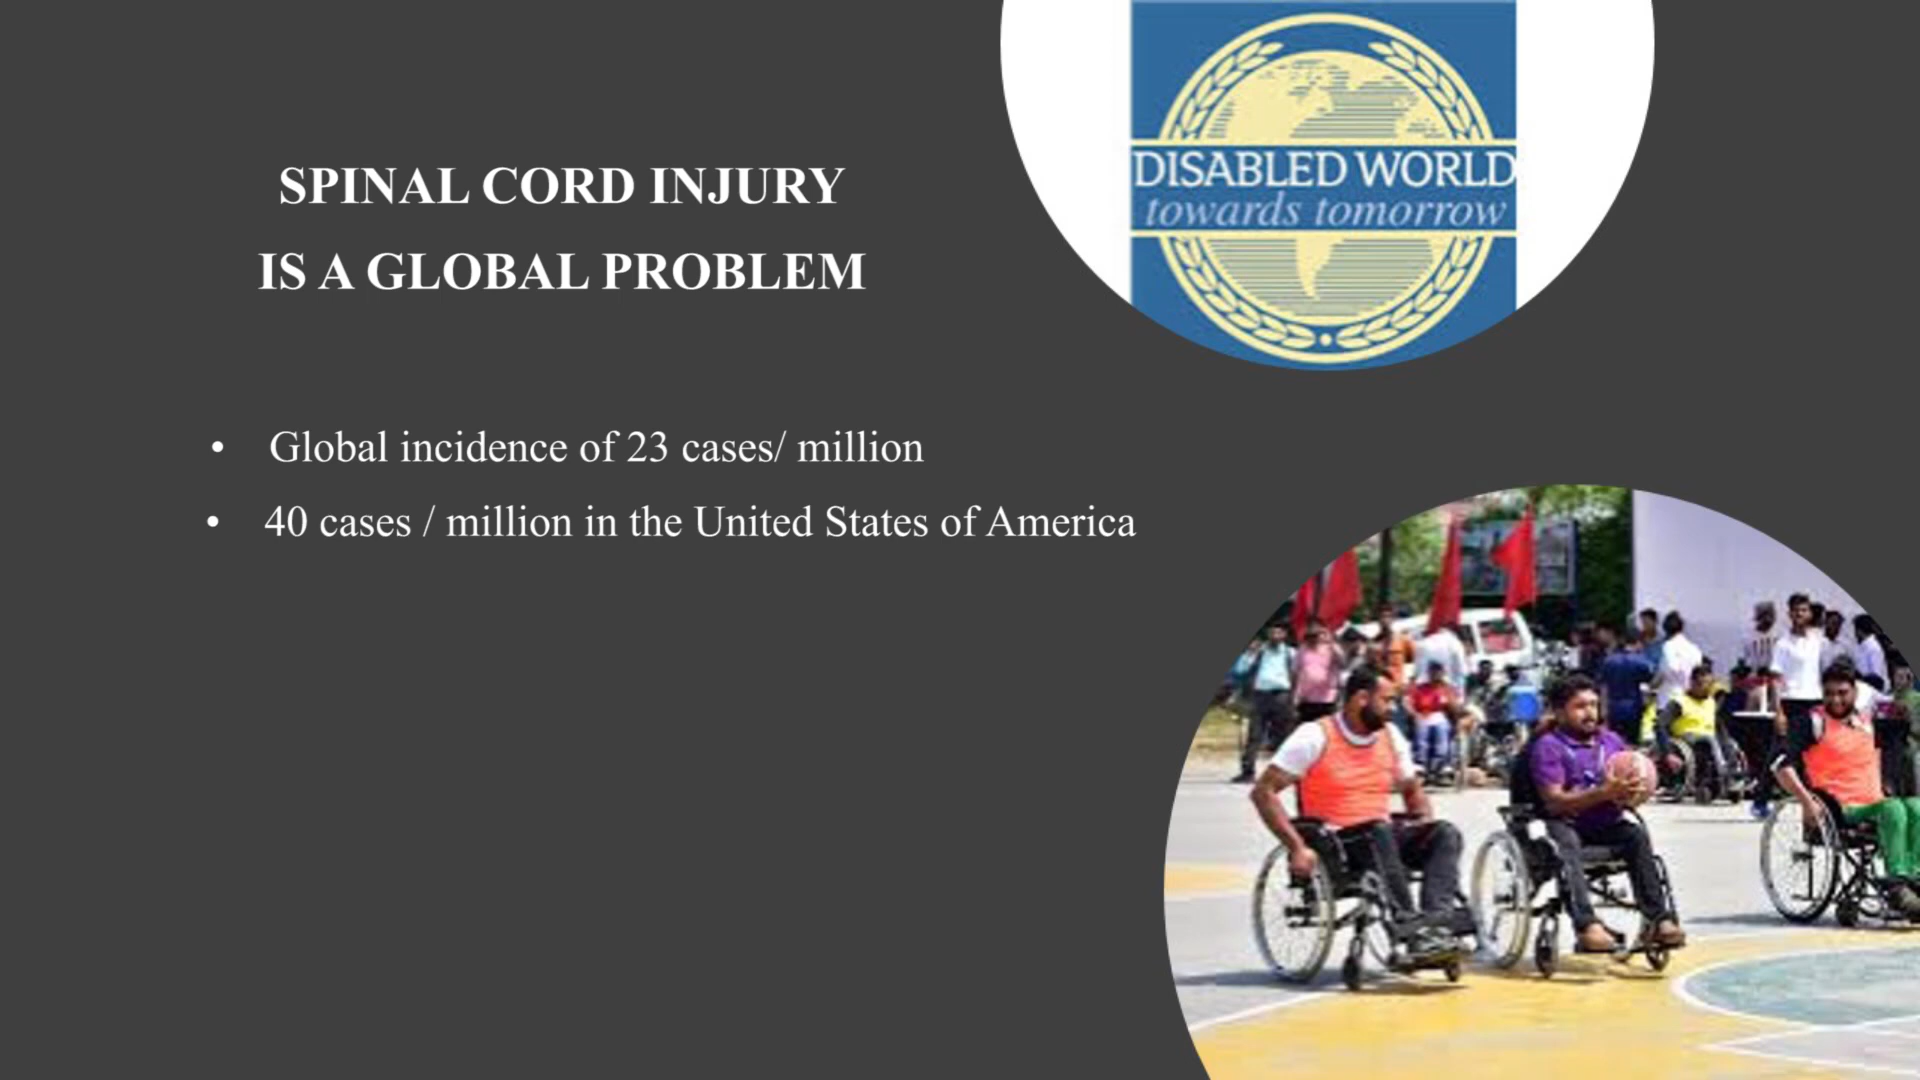 SPINAL CORD INJURY
IS A GLOBAL PROBLEM
DISABLED WORLD
towards tomorrow
• Global incidence of 23 cases/ million
• 40 cases / million in the United States of America